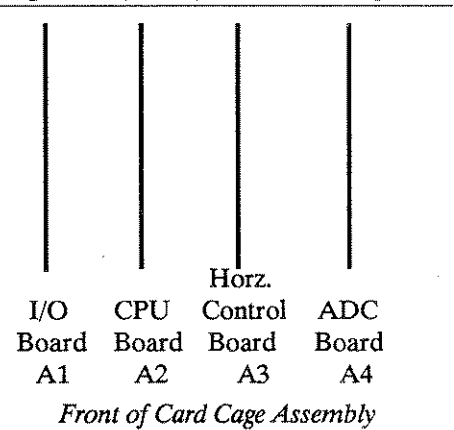 Horz.
I/O CPU Control ADC
Board Board Board Board
A1 A2 A3 A4
Front of Card Cage Assembly